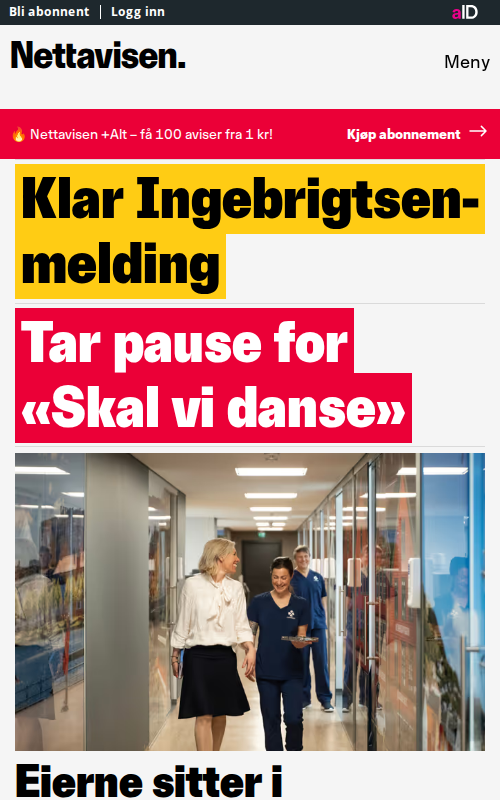 Bli abonnent | Logg inn
aID
Nettavisen.
Meny
🔥 Nettavisen +Alt – få 100 aviser fra 1 kr!
Kjøp abonnement →
Klar Ingebrigtsen-
melding
Tar pause for
«Skal vi danse»
Eierne sitter i